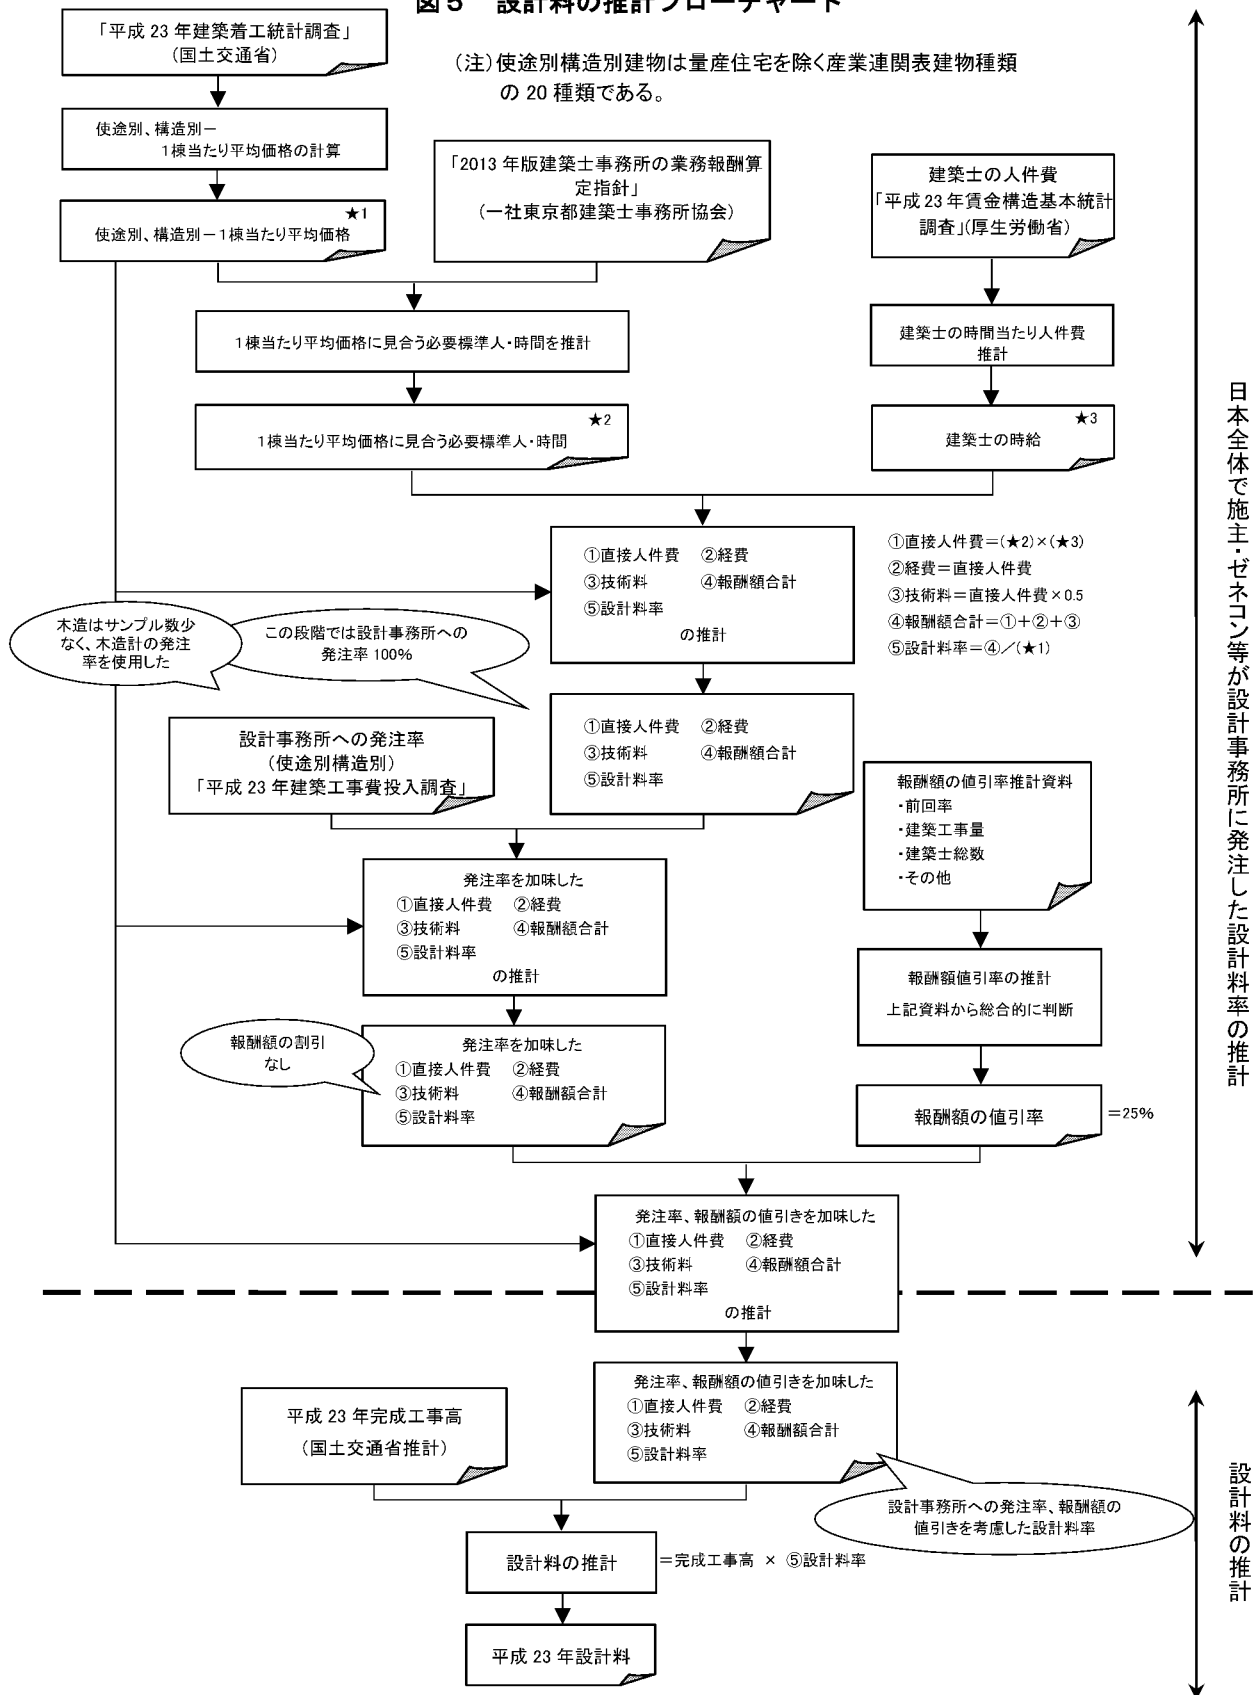 図5 設計料の推計フローチャート
「平成 23 年建築着工統計調査」
(国土交通省)
(注)使途別構造別建物は量産住宅を除く産業連関表建物種類
の 20 種類である。
使途別、構造別－
1棟当たり平均価格の計算
★1
使途別、構造別－1棟当たり平均価格
「2013 年版建築士事務所の業務報酬算
定指針」
(一社東京都建築士事務所協会)
建築士の人件費
「平成 23 年賃金構造基本統計
調査」(厚生労働省)
1棟当たり平均価格に見合う必要標準人・時間を推計
建築士の時間当たり人件費
推計
★2
1棟当たり平均価格に見合う必要標準人・時間
★3
建築士の時給
①直接人件費 ②経費
③技術料 ④報酬額合計
⑤設計料率
の推計
①直接人件費＝(★2)×(★3)
②経費＝直接人件費
③技術料＝直接人件費×0.5
④報酬額合計＝①＋②＋③
⑤設計料率＝④／(★1)
木造はサンプル数少
なく、木造計の発注
率を使用した
この段階では設計事務所への
発注率 100%
設計事務所への発注率
(使途別構造別)
「平成 23 年建築工事費投入調査」
①直接人件費 ②経費
③技術料 ④報酬額合計
⑤設計料率
報酬額の値引率推計資料
・前回率
・建築工事量
・建築士総数
・その他
発注率を加味した
①直接人件費 ②経費
③技術料 ④報酬額合計
⑤設計料率
の推計
報酬額値引率の推計
上記資料から総合的に判断
報酬額の割引
なし
発注率を加味した
①直接人件費 ②経費
③技術料 ④報酬額合計
⑤設計料率
報酬額の値引率
＝25%
発注率、報酬額の値引きを加味した
①直接人件費 ②経費
③技術料 ④報酬額合計
⑤設計料率
の推計
日本全体で施主・ゼネコン等が設計事務所に発注した設計料率の推計
平成 23 年完成工事高
(国土交通省推計)
発注率、報酬額の値引きを加味した
①直接人件費 ②経費
③技術料 ④報酬額合計
⑤設計料率
設計事務所への発注率、報酬額の
値引きを考慮した設計料率
設計料の推計
＝完成工事高 × ⑤設計料率
平成 23 年設計料
設計料の推計